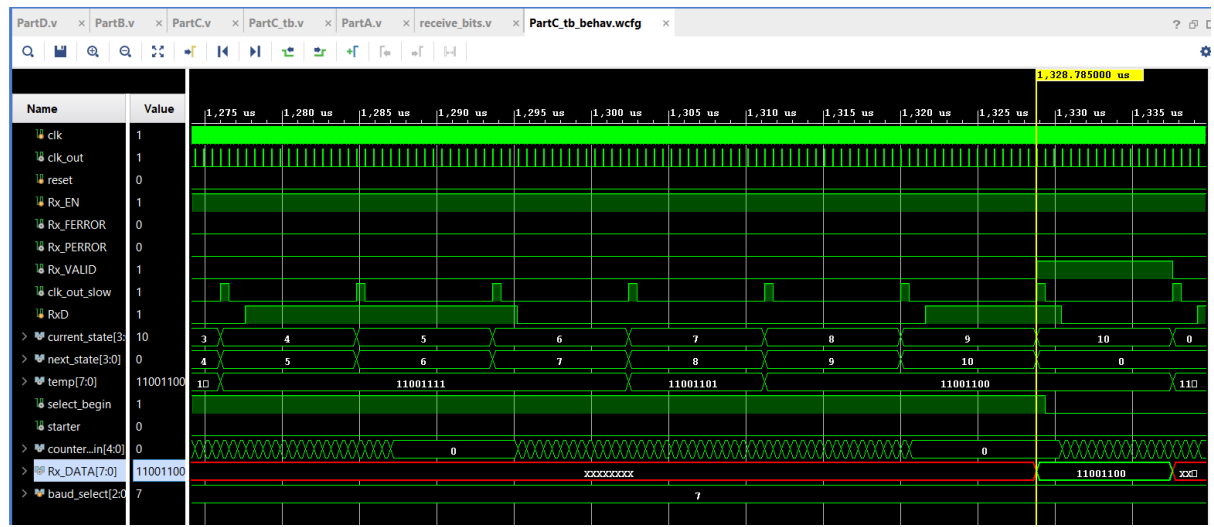 PartD.v × PartB.v × PartC.v × PartC_tb.v × PartA.v × receive_bits.v × PartC_tb_behav.wcfg ×
1,328.785000 us
Name Value
1,275 us 1,280 us 1,285 us 1,290 us 1,295 us 1,300 us 1,305 us 1,310 us 1,315 us 1,320 us 1,325 us 1,330 us 1,335 us
clk 1
clk_out 1
reset 0
Rx_EN 1
Rx_FERROR 0
Rx_PERROR 0
Rx_VALID 1
clk_out_slow 1
RxD 1
current_state[3: 10 3 4 5 6 7 8 9 10 0
next_state[3:0] 0 4 5 6 7 8 9 10 0
temp[7:0] 11001100 1 11001111 11001101 11001100 11
select_begin 1
starter 0
counter...in[4:0] 0 0 0
Rx_DATA[7:0] 11001100 xxxxxxxx 11001100 xx
baud_select[2:0 7 7